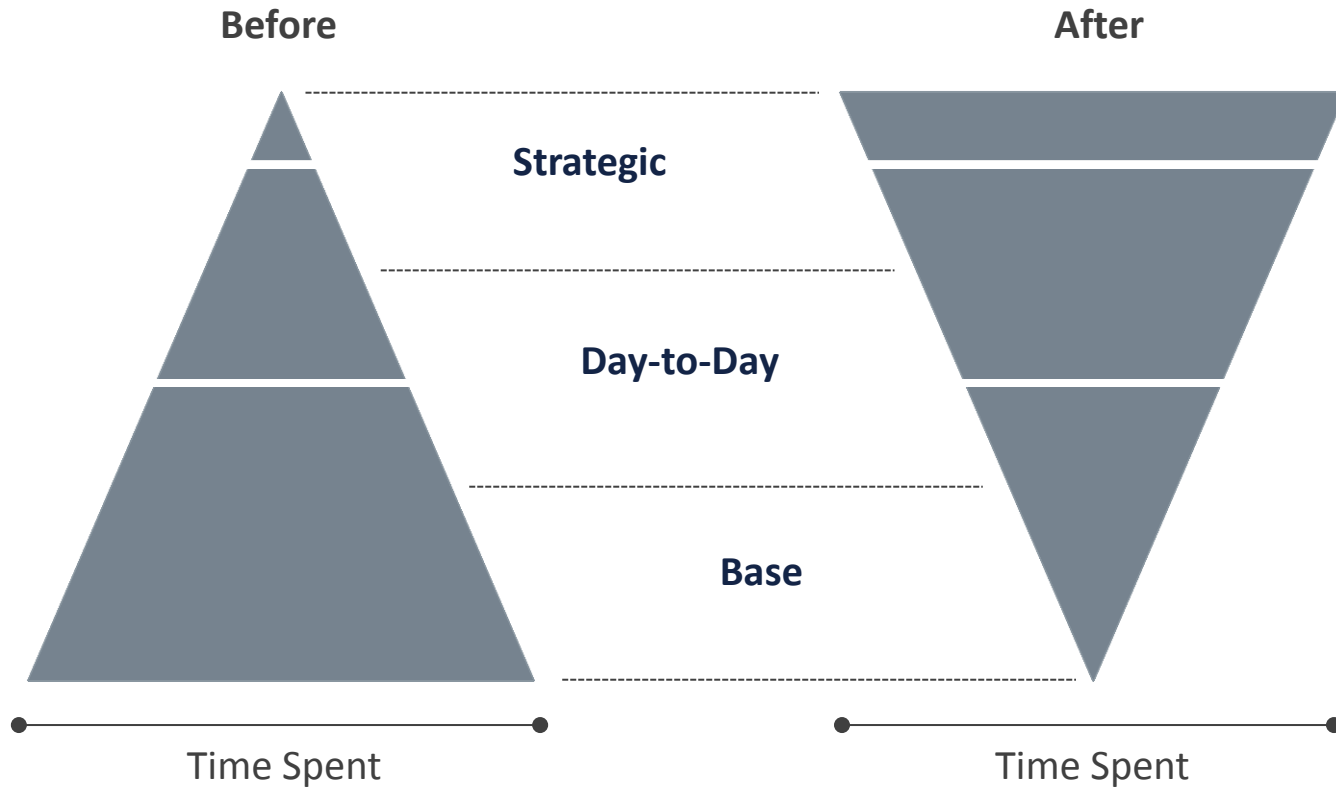 Before
After
Strategic
Day-to-Day
Base
Time Spent
Time Spent